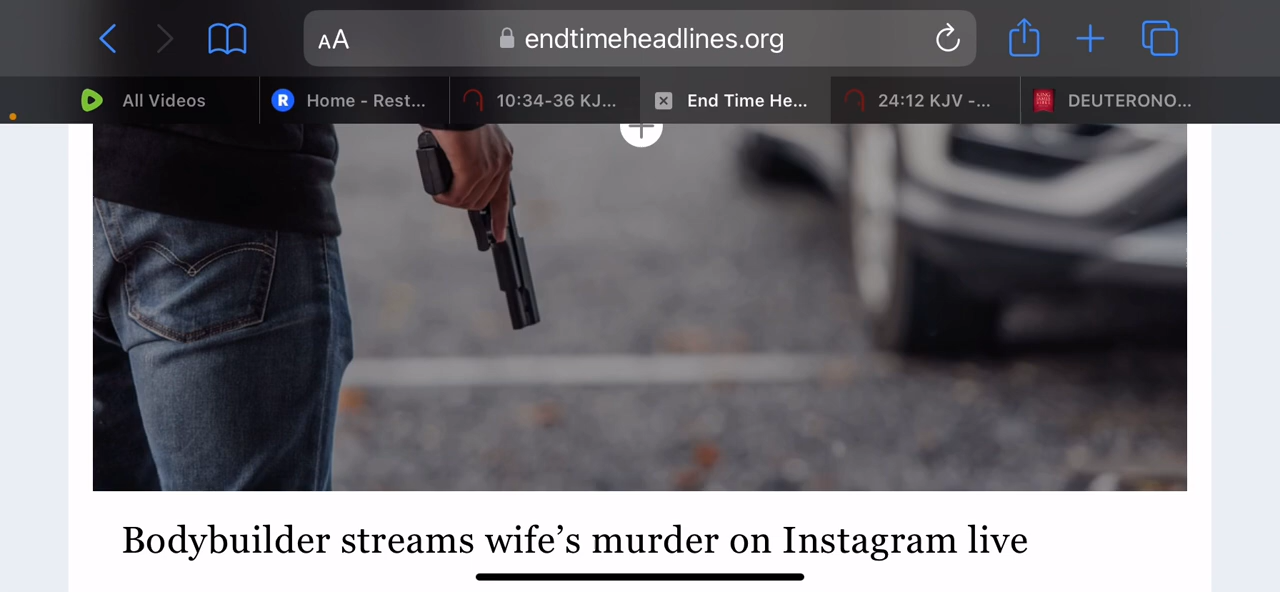 AA endtimeheadlines.org
All Videos R Home - Rest... 10:34-36 KJ... End Time He... 24:12 KJV -... DEUTERONO...
Bodybuilder streams wife’s murder on Instagram live